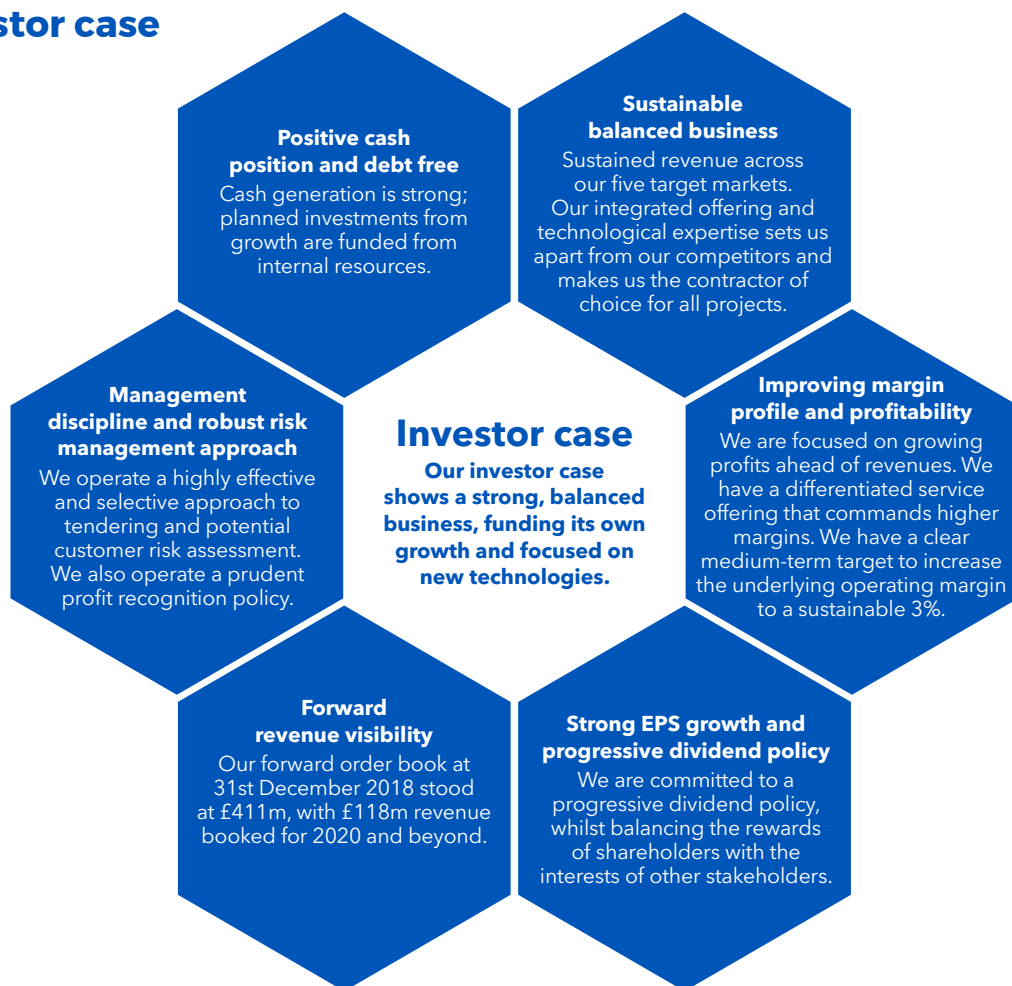 stor case
Positive cash
position and debt free
Cash generation is strong;
planned investments from
growth are funded from
internal resources.
Sustainable
balanced business
Sustained revenue across
our five target markets.
Our integrated offering and
technological expertise sets us
apart from our competitors and
makes us the contractor of
choice for all projects.
Management
discipline and robust risk
management approach
We operate a highly effective
and selective approach to
tendering and potential
customer risk assessment.
We also operate a prudent
profit recognition policy.
Investor case
Our investor case
shows a strong, balanced
business, funding its own
growth and focused on
new technologies.
Improving margin
profile and profitability
We are focused on growing
profits ahead of revenues. We
have a differentiated service
offering that commands higher
margins. We have a clear
medium-term target to increase
the underlying operating margin
to a sustainable 3%.
Forward
revenue visibility
Our forward order book at
31st December 2018 stood
at £411m, with £118m revenue
booked for 2020 and beyond.
Strong EPS growth and
progressive dividend policy
We are committed to a
progressive dividend policy,
whilst balancing the rewards
of shareholders with the
interests of other stakeholders.